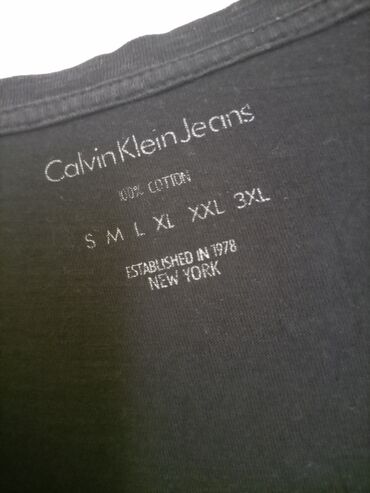 Calvin Klein Jeans
100% COTTON
S M L XL XXL 3XL
ESTABLISHED IN 1978
NEW YORK